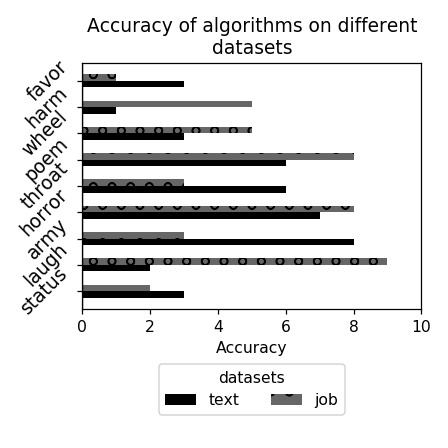 Accuracy of algorithms on different
datasets
favor
harm
wheel
poem
throat
horror
army
laugh
status
0 2 4 6 8 10
Accuracy
datasets
text job